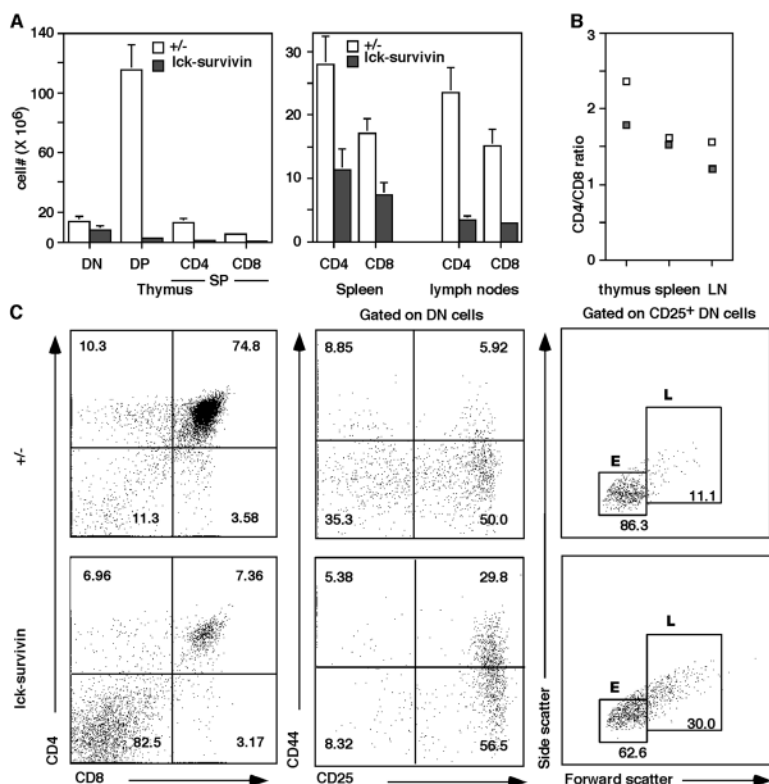 A
B
+/-
lck-survivin
+/-
lck-survivin
140
120
100
80
60
40
20
0
cell# (X 10⁶)
DN
DP
CD4
CD8
SP
Thymus
30
20
10
0
CD4 CD8
CD4 CD8
Spleen
lymph nodes
3
2
1
0
CD4/CD8 ratio
thymus spleen LN
C
Gated on DN cells
Gated on CD25⁺ DN cells
+/-
10.3
74.8
11.3
3.58
8.85
5.92
35.3
50.0
L
E
11.1
86.3
lck-survivin
6.96
7.36
82.5
3.17
5.38
29.8
8.32
56.5
L
E
30.0
62.6
CD4
CD8
CD44
CD25
Side scatter
Forward scatter